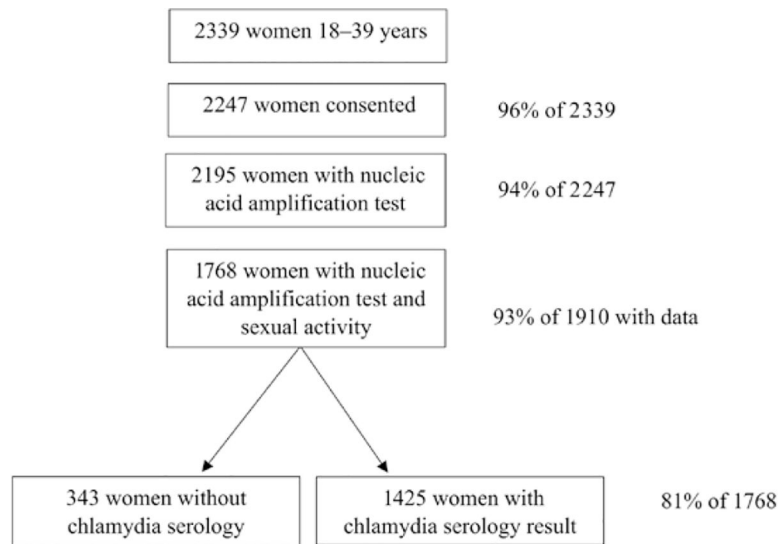 2339 women 18–39 years
2247 women consented
96% of 2339
2195 women with nucleic
acid amplification test
94% of 2247
1768 women with nucleic
acid amplification test and
sexual activity
93% of 1910 with data
343 women without
chlamydia serology
1425 women with
chlamydia serology result
81% of 1768